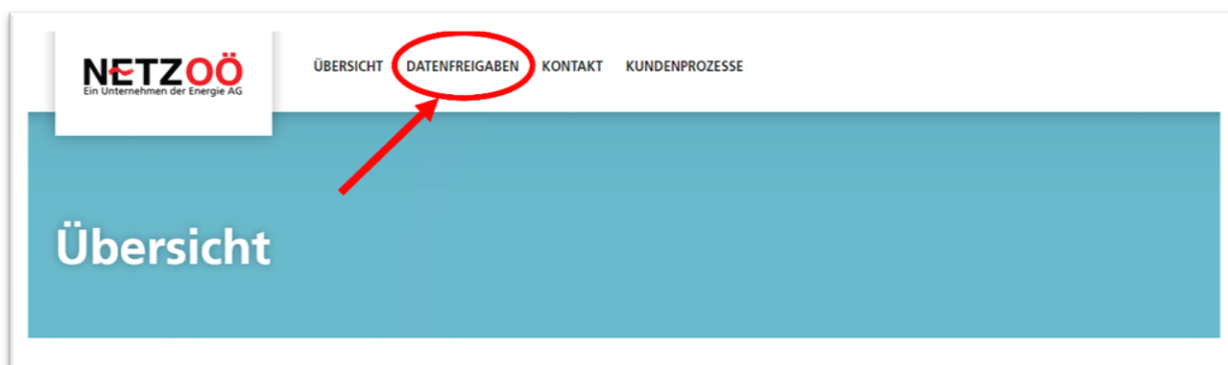 NETZOÖ
Ein Unternehmen der Energie AG
ÜBERSICHT DATENFREIGABEN KONTAKT KUNDENPROZESSE
Übersicht